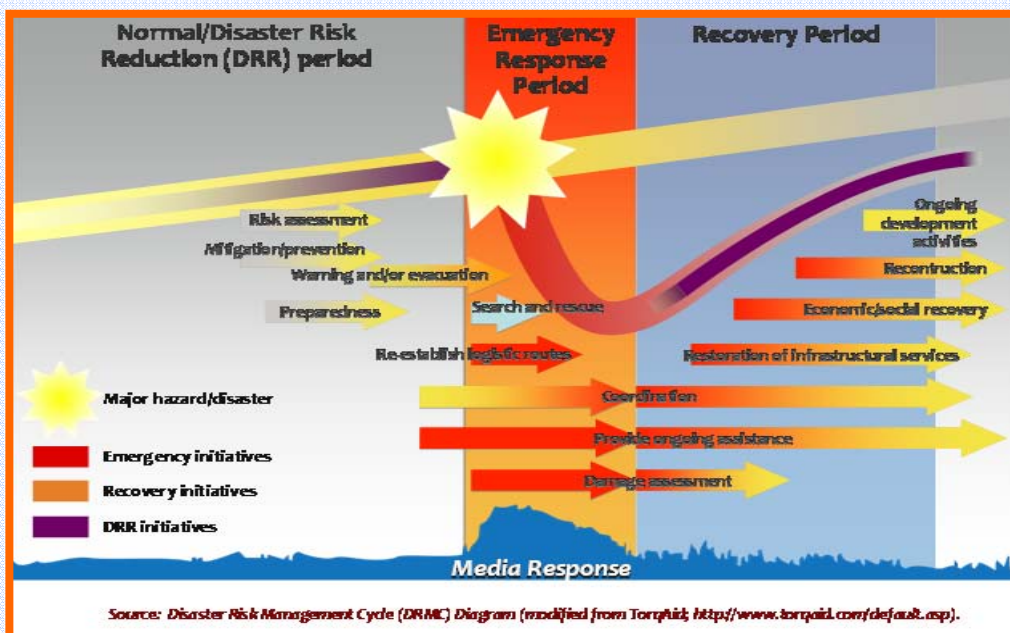 Normal/Disaster Risk
Reduction (DRR) period
Emergency
Response
Period
Recovery Period
Risk assessment
Mitigation/prevention
Warning and/or evacuation
Preparedness
Search and rescue
Re-establish logistic routes
Ongoing
development
activities
Recontruction
Economic/social recovery
Restoration of infrastructural services
Coordination
Provide ongoing assistance
Damage assessment
Major hazard/disaster
Emergency initiatives
Recovery initiatives
DRR initiatives
Media Response
Source: Disaster Risk Management Cycle (DRMC) Diagram (modified from TorqAid; http://www.torqaid.com/default.asp).